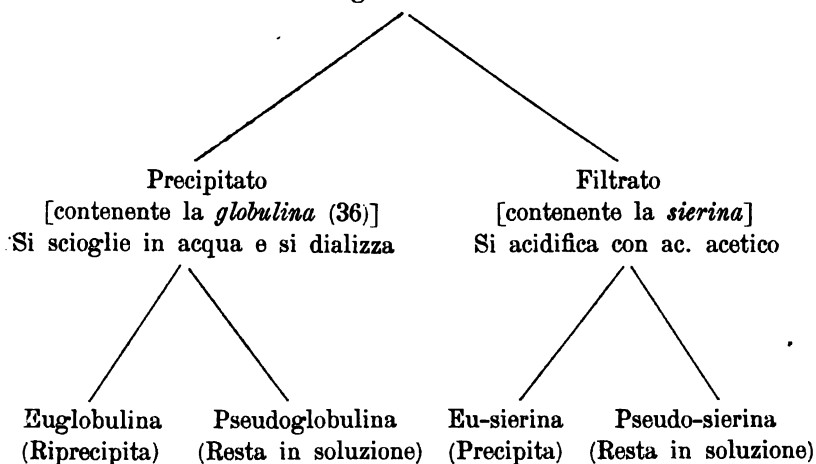 Precipitato
[contenente la globulina (36)]
Si scioglie in acqua e si dializza
Filtrato
[contenente la sierina]
Si acidifica con ac. acetico
Euglobulina
(Riprecipita)
Pseudoglobulina
(Resta in soluzione)
Eu-sierina
(Precipita)
Pseudo-sierina
(Resta in soluzione)